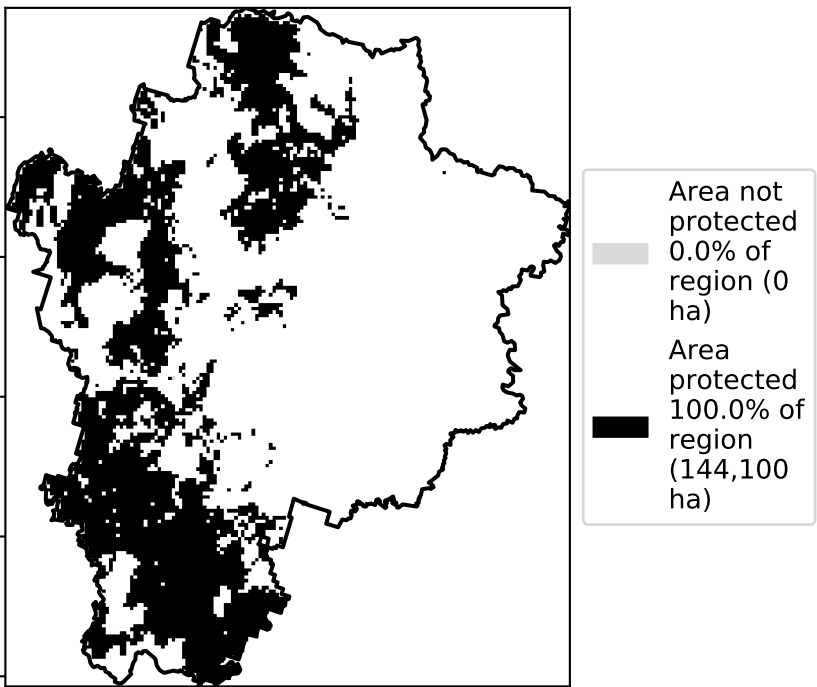 Area not
protected
0.0% of
region (0
ha)
Area
protected
100.0% of
region
(144,100
ha)